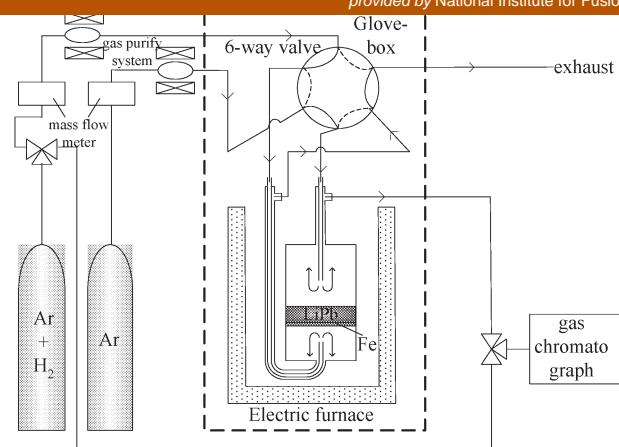 provided by National Institute for Fusio
Glove-
box
6-way valve
gas purify
system
exhaust
mass flow
meter
LiPb
Fe
Ar
+
H2
Ar
gas
chromato
graph
Electric furnace